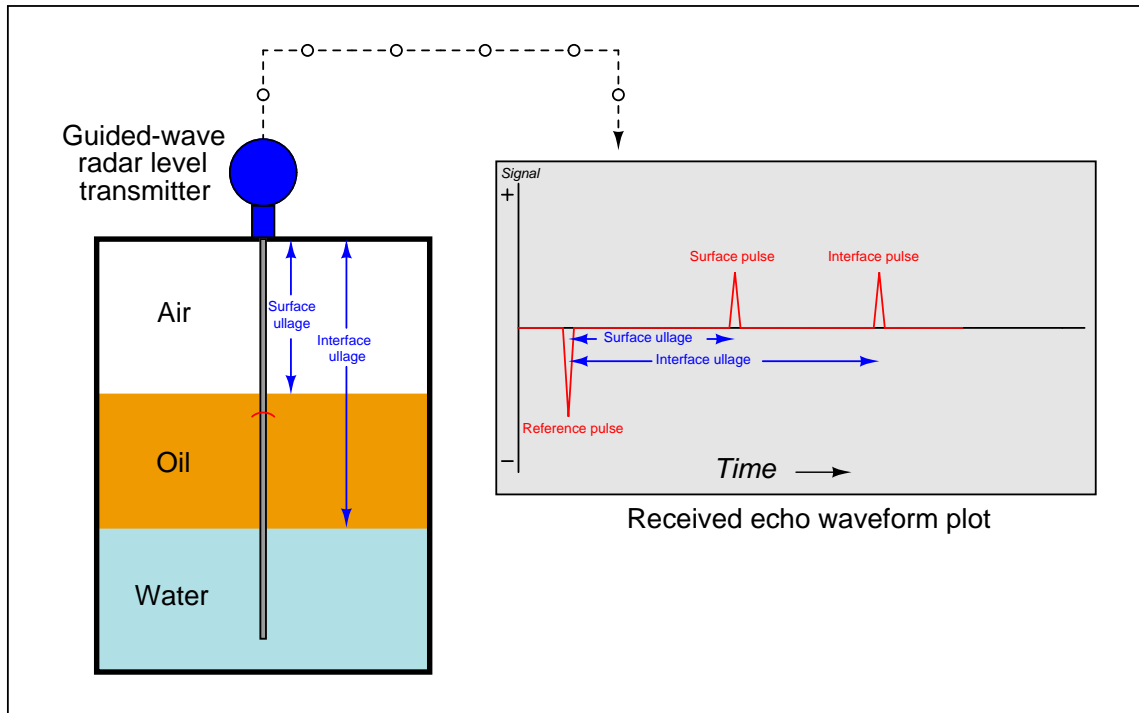 Guided-wave
radar level
transmitter
Air
Surface
ullage
Interface
ullage
Oil
Water
Signal
+
Surface pulse
Interface pulse
Surface ullage
Interface ullage
Reference pulse
−
Time
Received echo waveform plot